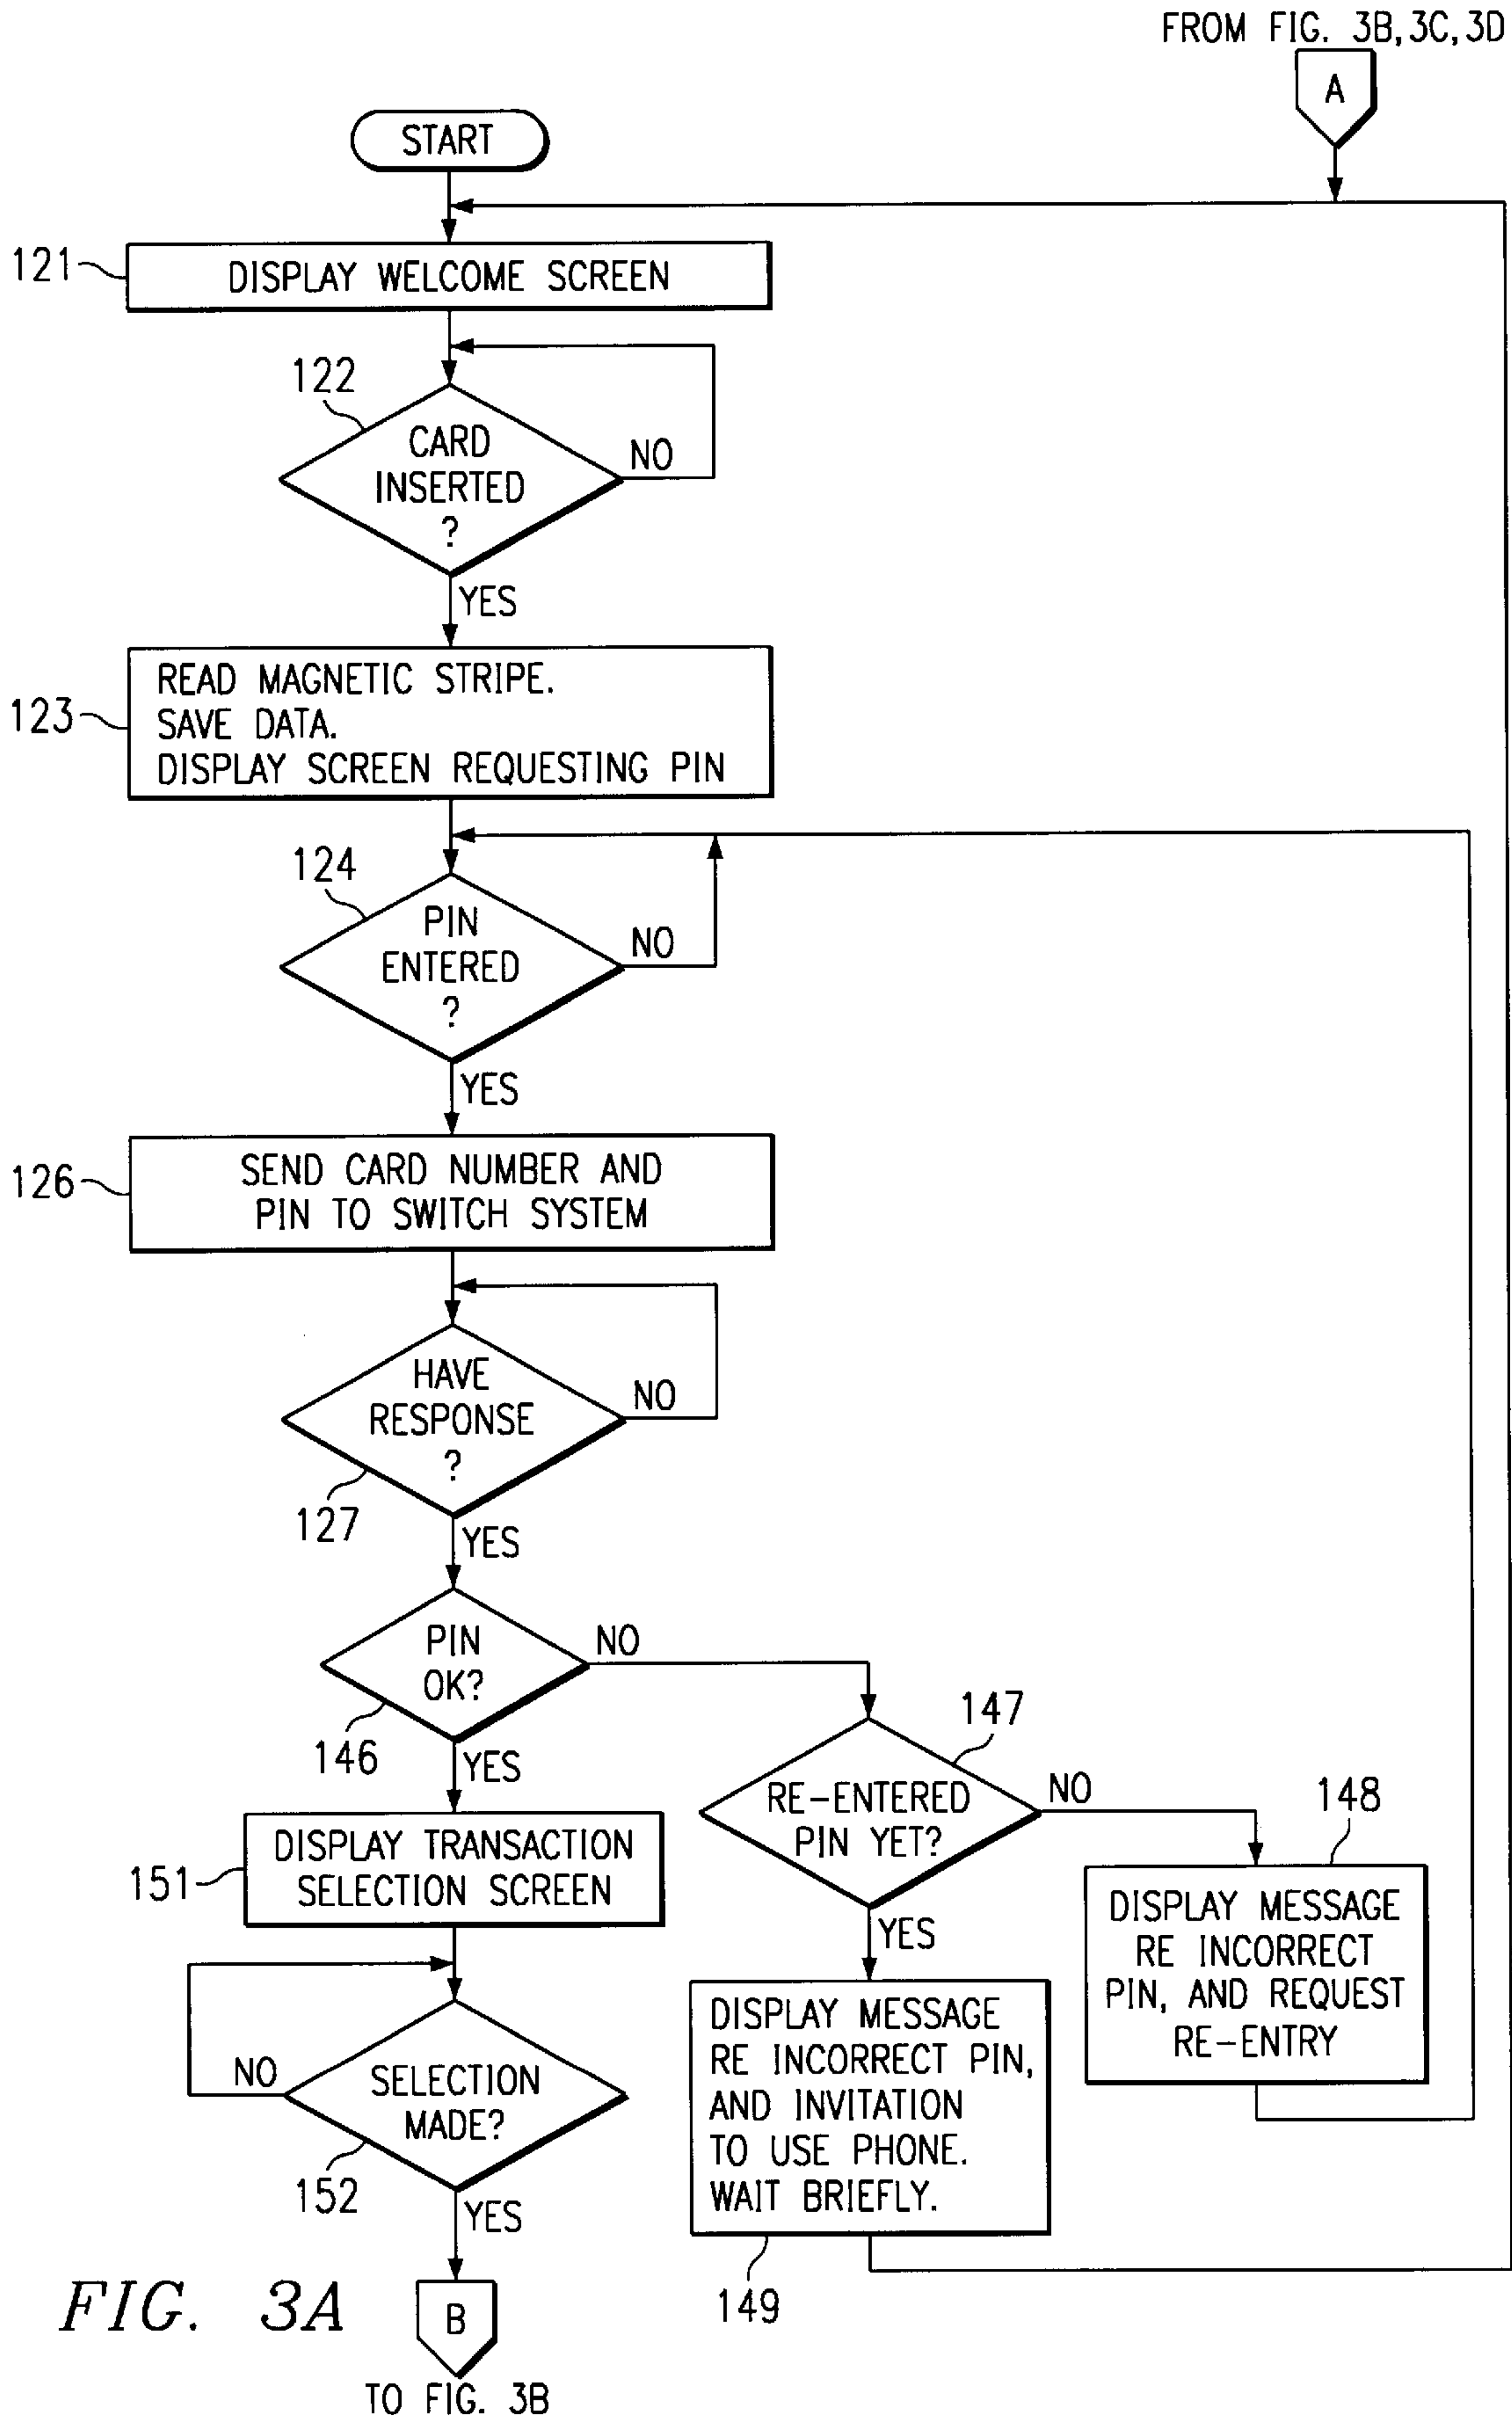 FROM FIG. 3B,3C,3D
A
START
121
DISPLAY WELCOME SCREEN
122
CARD
INSERTED
?
NO
YES
123
READ MAGNETIC STRIPE.
SAVE DATA.
DISPLAY SCREEN REQUESTING PIN
124
PIN
ENTERED
?
NO
YES
126
SEND CARD NUMBER AND
PIN TO SWITCH SYSTEM
HAVE
RESPONSE
?
NO
127
YES
PIN
OK?
NO
146
YES
147
RE-ENTERED
PIN YET?
NO
YES
148
DISPLAY MESSAGE
RE INCORRECT
PIN, AND REQUEST
RE-ENTRY
151
DISPLAY TRANSACTION
SELECTION SCREEN
NO
SELECTION
MADE?
152
YES
DISPLAY MESSAGE
RE INCORRECT PIN,
AND INVITATION
TO USE PHONE.
WAIT BRIEFLY.
149
FIG. 3A
B
TO FIG. 3B